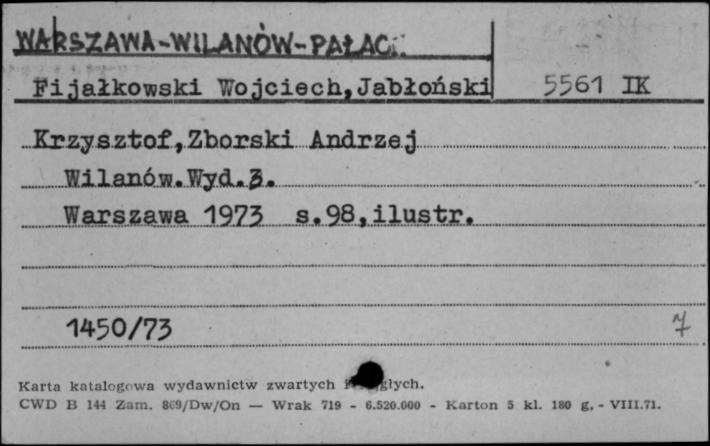 WARSZAWA-WILANÓW-PAŁAC
Fijałkowski Wojciech,Jabłoński 5561 IK
Krzysztof,Zborski Andrzej
Wilanów.Wyd.3.
Warszawa 1973 s.98,ilustr.
1450/73 7
Karta katalogowa wydawnictw zwartych
CWD B 144 Zam. 869/Dw/On — Wrak 719 - 6.520.000 - Karton 5 kl. 180 g. - VIII.71.